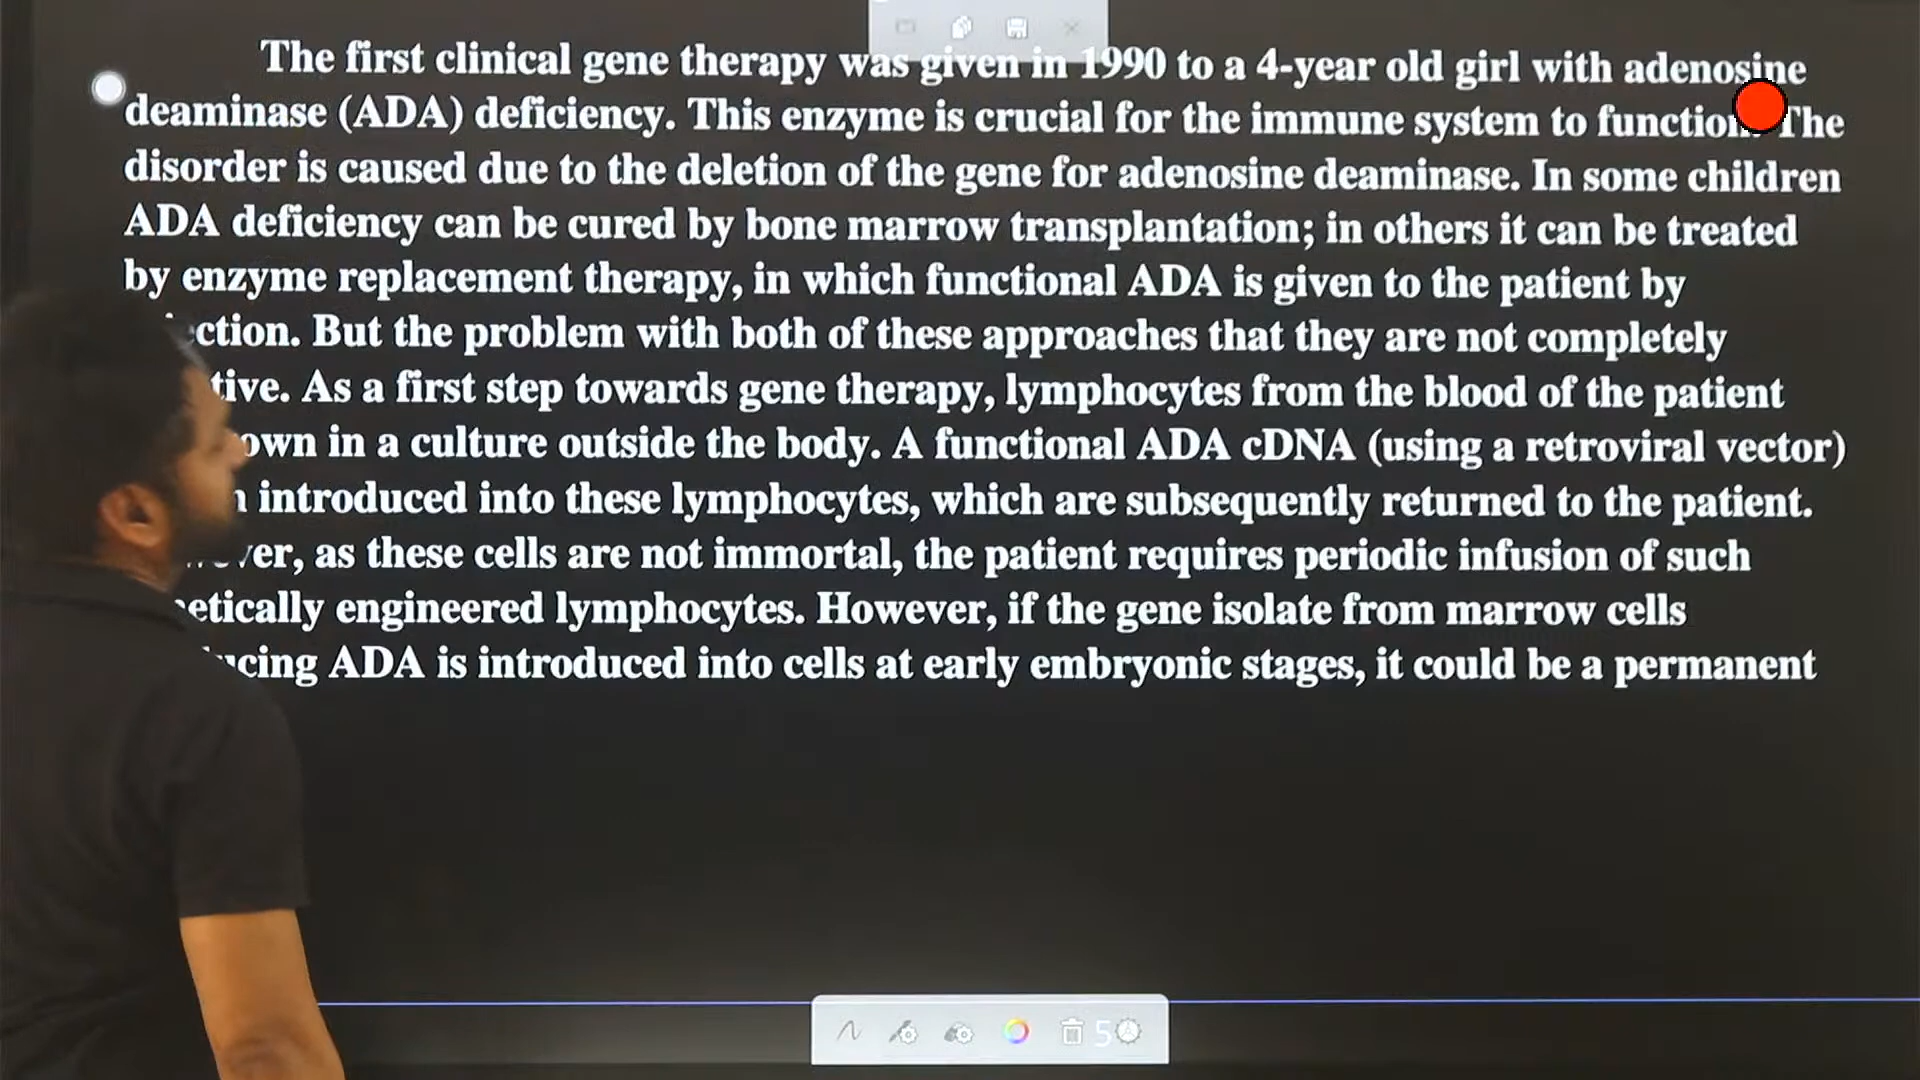 The first clinical gene therapy was given in 1990 to a 4-year old girl with adenosine
deaminase (ADA) deficiency. This enzyme is crucial for the immune system to function. The
disorder is caused due to the deletion of the gene for adenosine deaminase. In some children
ADA deficiency can be cured by bone marrow transplantation; in others it can be treated
by enzyme replacement therapy, in which functional ADA is given to the patient by
ction. But the problem with both of these approaches that they are not completely
tive. As a first step towards gene therapy, lymphocytes from the blood of the patient
own in a culture outside the body. A functional ADA cDNA (using a retroviral vector)
n introduced into these lymphocytes, which are subsequently returned to the patient.
ver, as these cells are not immortal, the patient requires periodic infusion of such
etically engineered lymphocytes. However, if the gene isolate from marrow cells
ucing ADA is introduced into cells at early embryonic stages, it could be a permanent
5